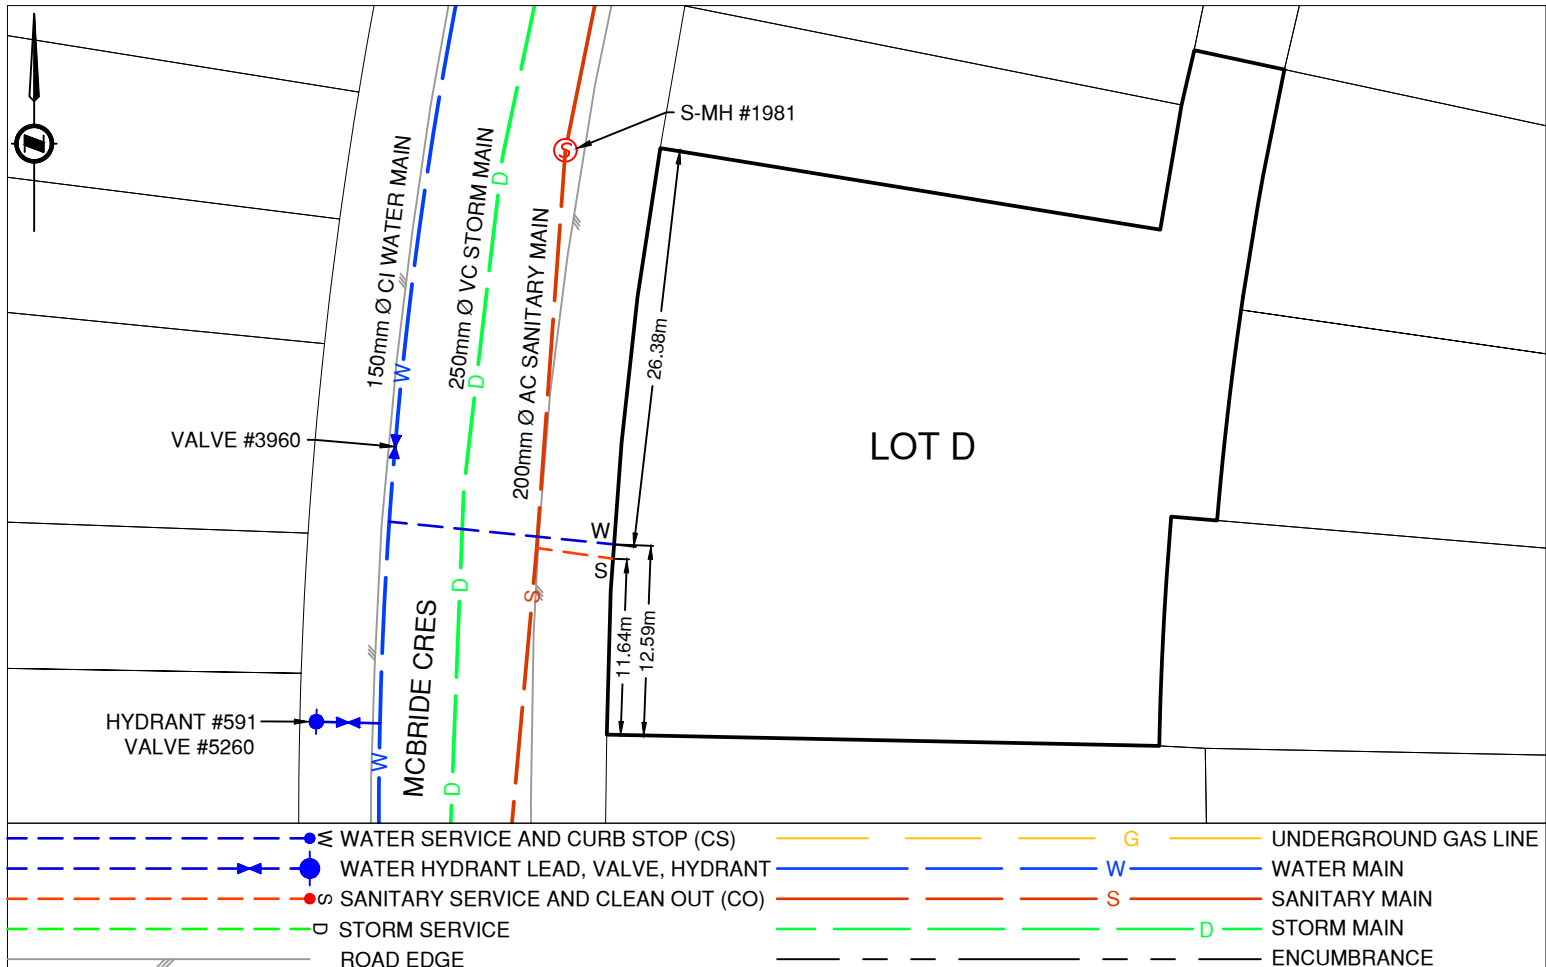 S-MH #1981
150mm Ø CI WATER MAIN
250mm Ø VC STORM MAIN
200mm Ø AC SANITARY MAIN
S
D
W
D
26.38m
VALVE #3960
LOT D
W
S
D
S
11.64m
12.59m
MCBRIDE CRES
HYDRANT #591
VALVE #5260
W
D
W WATER SERVICE AND CURB STOP (CS)
WATER HYDRANT LEAD, VALVE, HYDRANT
S SANITARY SERVICE AND CLEAN OUT (CO)
D STORM SERVICE
ROAD EDGE
G UNDERGROUND GAS LINE
W WATER MAIN
S SANITARY MAIN
D STORM MAIN
ENCUMBRANCE